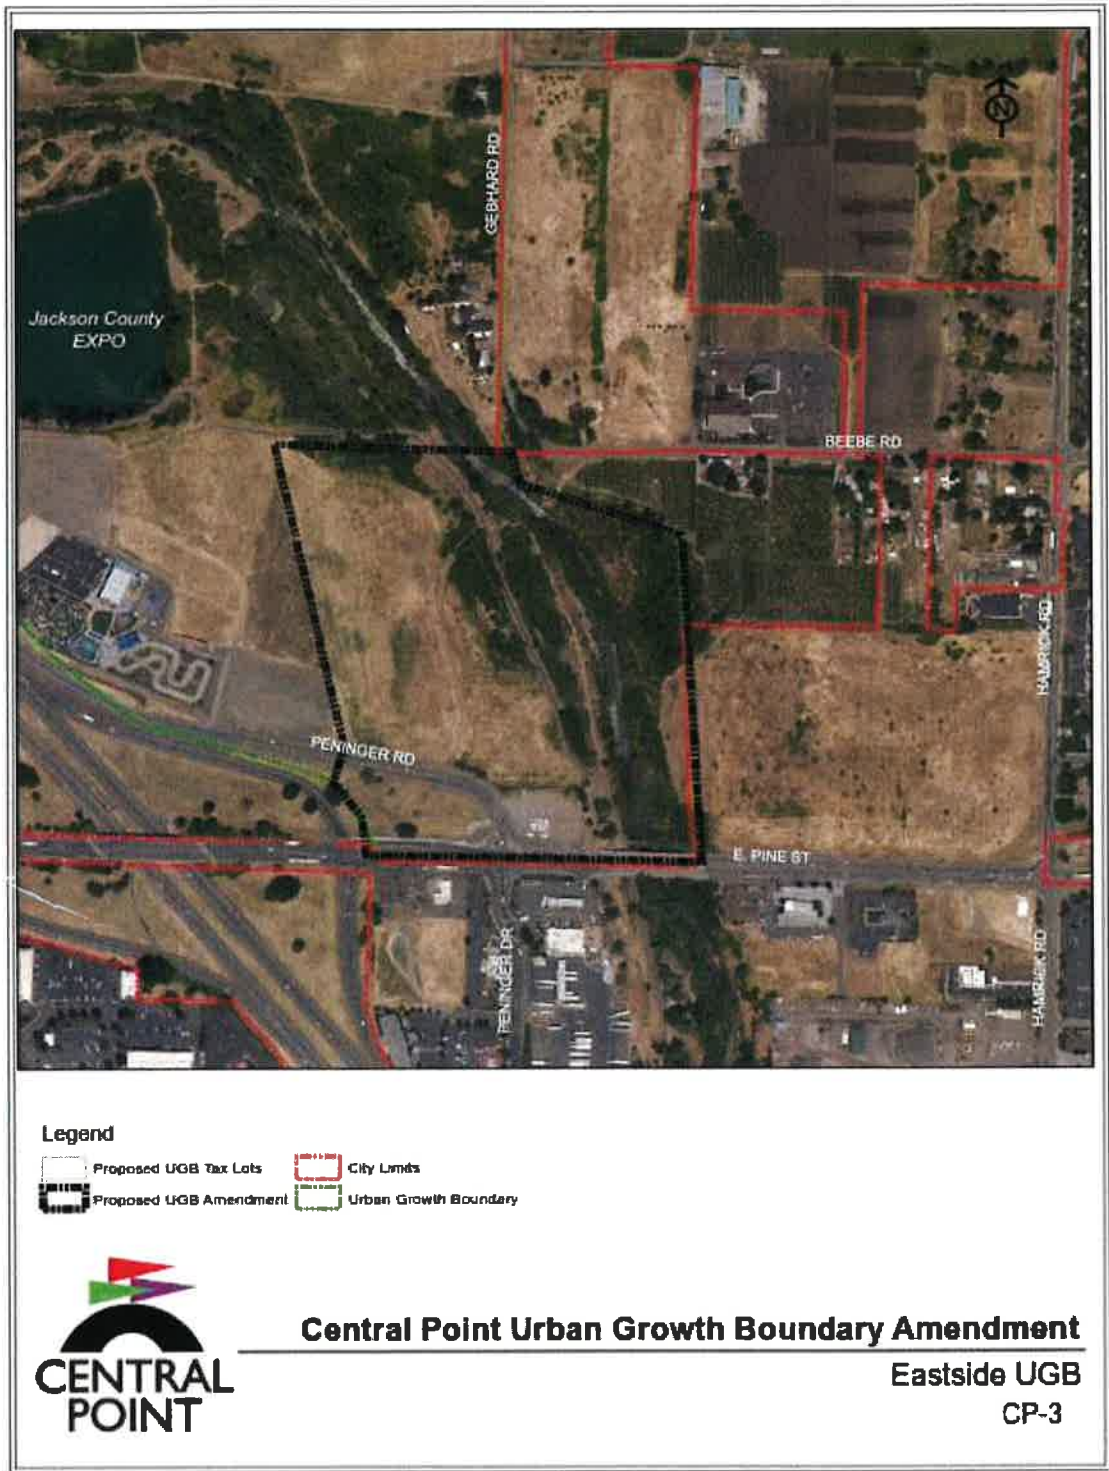 N
GEBHARD RD
Jackson County
EXPO
BEEBE RD
HAMRICK RD
PENINGER RD
E. PINE ST
PENINGER DR
HAMRICK RD
Legend
Proposed UGB Tax Lots
City Limits
Proposed UGB Amendment
Urban Growth Boundary
CENTRAL
POINT
Central Point Urban Growth Boundary Amendment
Eastside UGB
CP-3